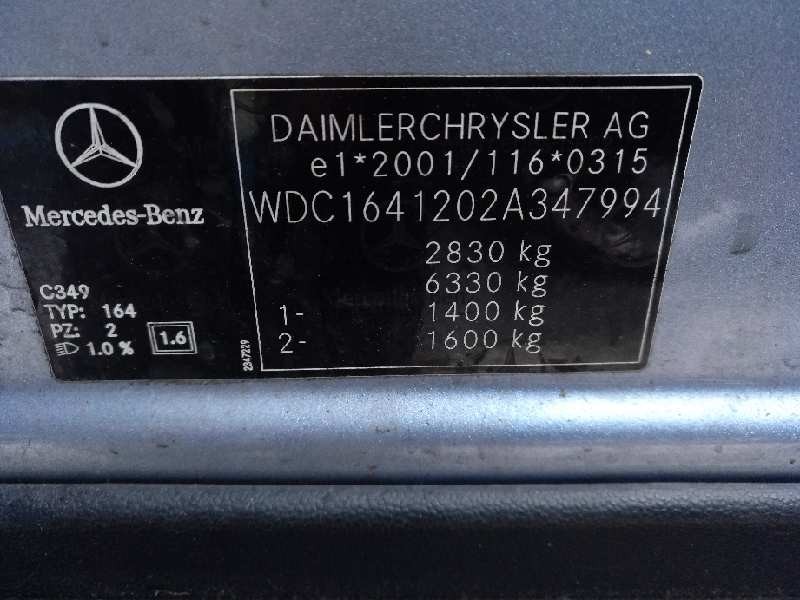 Mercedes-Benz
C349
TYP: 164
PZ: 2
1.0 %
1.6
2347229
DAIMLERCHRYSLER AG
e1*2001/116*0315
WDC1641202A347994
2830 kg
6330 kg
1- 1400 kg
2- 1600 kg